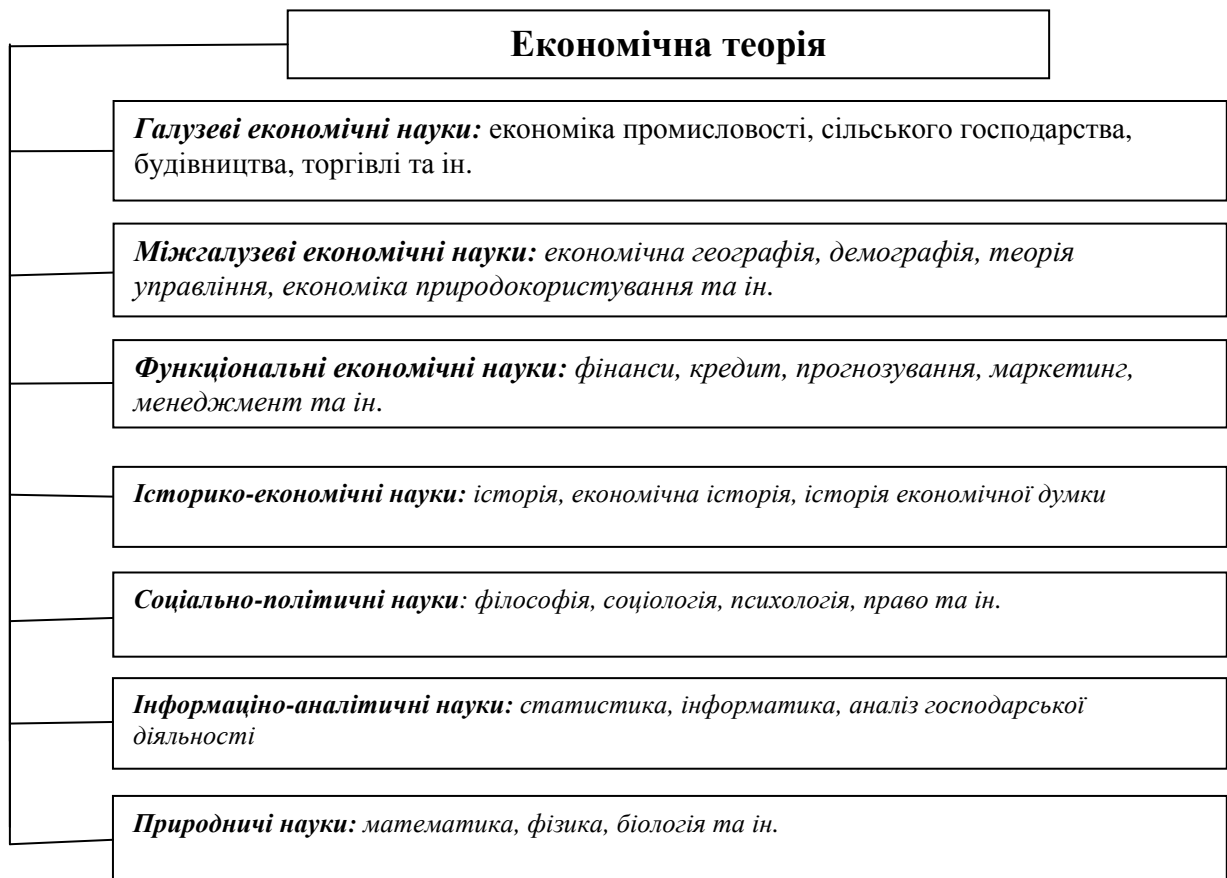 Економічна теорія
Галузеві економічні науки: економіка промисловості, сільського господарства,
будівництва, торгівлі та ін.
Міжгалузеві економічні науки: економічна географія, демографія, теорія
управління, економіка природокористування та ін.
Функціональні економічні науки: фінанси, кредит, прогнозування, маркетинг,
менеджмент та ін.
Історико-економічні науки: історія, економічна історія, історія економічної думки
Соціально-політичні науки: філософія, соціологія, психологія, право та ін.
Інформаціно-аналітичні науки: статистика, інформатика, аналіз господарської
діяльності
Природничі науки: математика, фізика, біологія та ін.